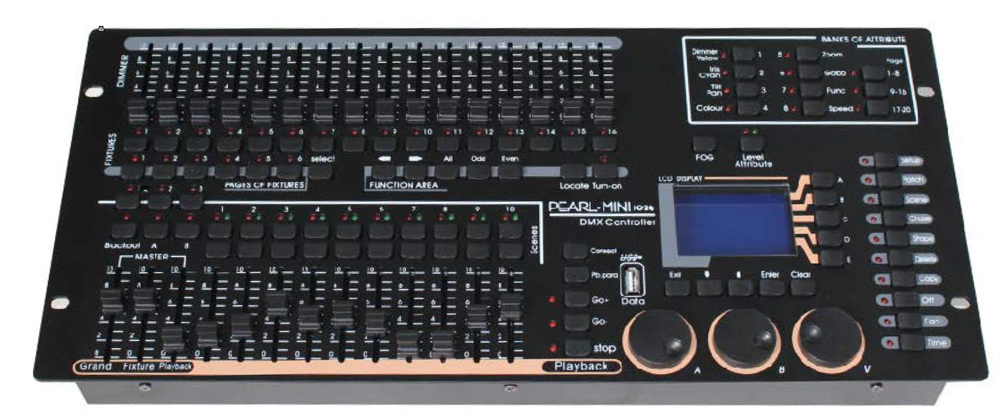 BANKS OF ATTRIBUTE
DIMMER
Dimmer 1 5 Zoom
Yellow
Page
Iris 2 6 Gobo 1-8
Cyan
Tilt 3 7 Func 9-16
Pan
Colour 4 8 Speed 17-20
1 2 3 4 5 6 7 8 9 10 11 12 13 14 15 16
FIXTURES
1 2 3 4 5 6 select All Odd Even
FOG Level
Attribute
PAGES OF FIXTURES FUNCTION AREA Locate Turn-on
Setup
Patch
Scene
Chase
Shape
Delete
Copy
Off
Fan
Time
LCD DISPLAY
A
B
C
D
E
2 3
PEARL-MINI 1024
DMX Controller
1 2 3 4 5 6 7 8 9 10
Scenes
Blackout A B
MASTER
Connect
Pb.para
Go+
Go-
stop
USB
Data
Exit Enter Clear
Grand Fixture Playback Playback
A B V